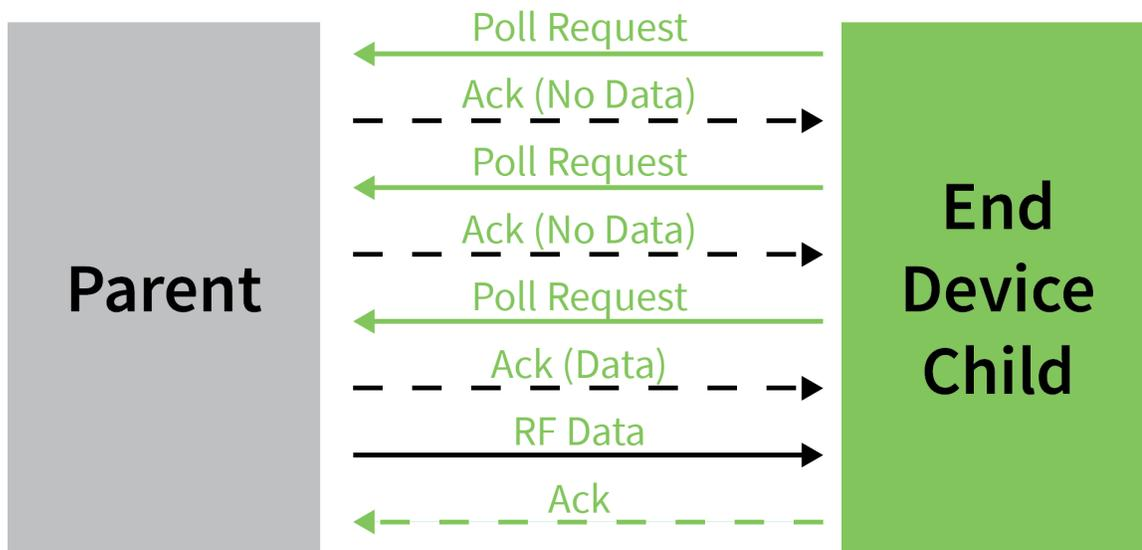 Poll Request
Ack (No Data)
Poll Request
Ack (No Data)
Poll Request
Ack (Data)
RF Data
Ack
Parent
End
Device
Child